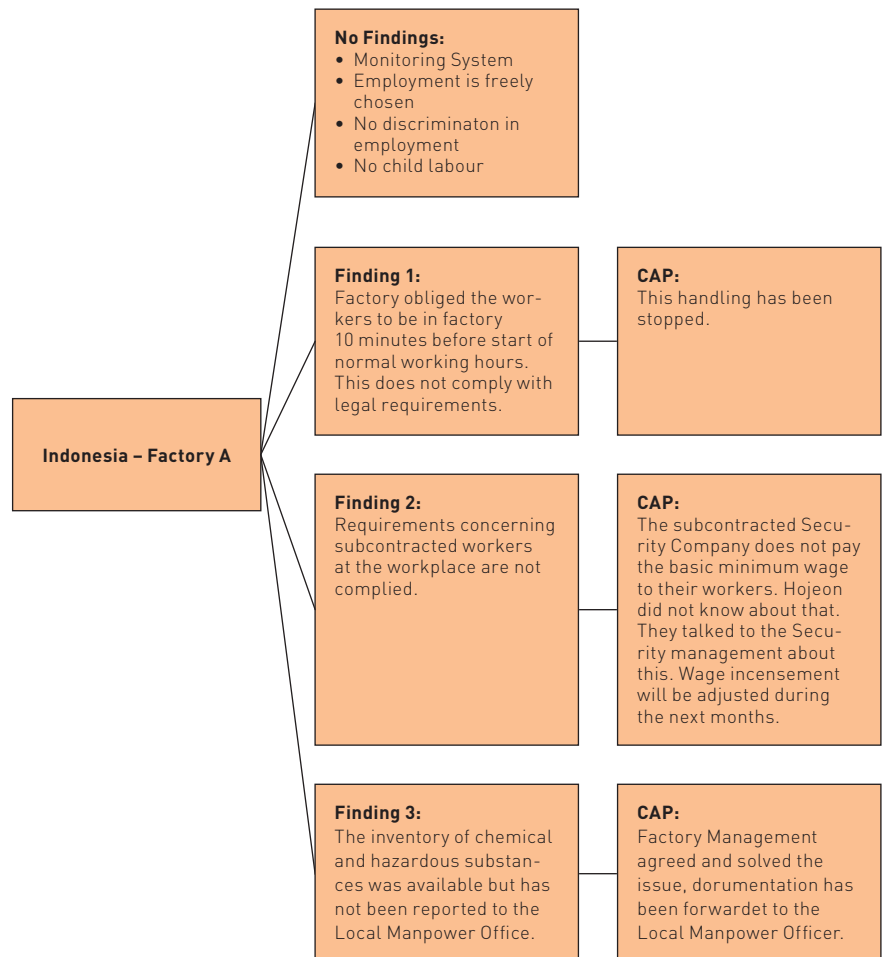 No Findings:
• Monitoring System
• Employment is freely
chosen
• No discriminaton in
employment
• No child labour
Indonesia – Factory A
Finding 1:
Factory obliged the wor-
kers to be in factory
10 minutes before start of
normal working hours.
This does not comply with
legal requirements.
CAP:
This handling has been
stopped.
Finding 2:
Requirements concerning
subcontracted workers
at the workplace are not
complied.
CAP:
The subcontracted Secu-
rity Company does not pay
the basic minimum wage
to their workers. Hojeon
did not know about that.
They talked to the Secu-
rity management about
this. Wage incensement
will be adjusted during
the next months.
Finding 3:
The inventory of chemical
and hazardous substan-
ces was available but has
not been reported to the
Local Manpower Office.
CAP:
Factory Management
agreed and solved the
issue, dorumentation has
been forwardet to the
Local Manpower Officer.